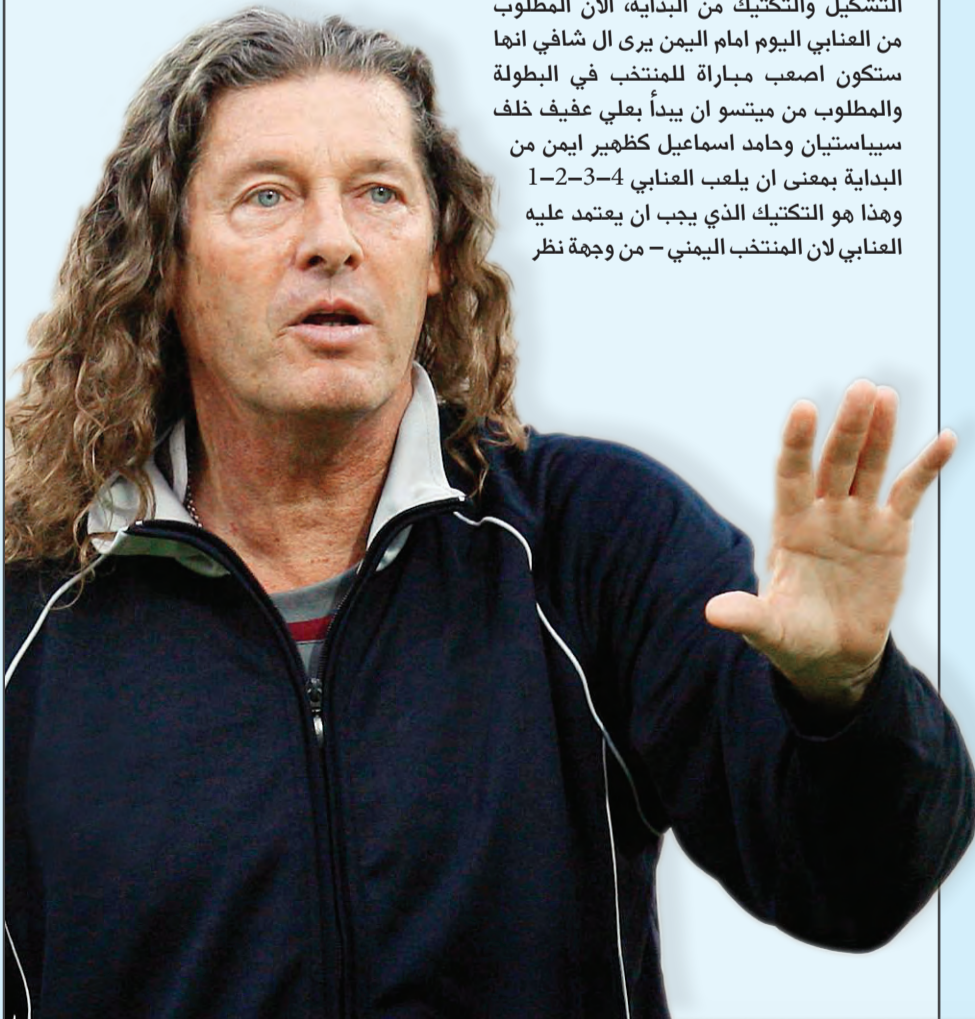 التشكيل والتكتيك من البداية، الان المطلوب
من العنابي اليوم امام اليمن يرى ال شافي انها
ستكون اصعب مباراة للمنتخب في البطولة
والمطلوب من ميتسو ان يبدأ بعلي عفيف خلف
سيباستيان وحامد اسماعيل كظهير ايمن من
البداية بمعنى ان يلعب العنابي 4–3–2–1
وهذا هو التكتيك الذي يجب ان يعتمد عليه
العنابي لان المنتخب اليمني – من وجهة نظر